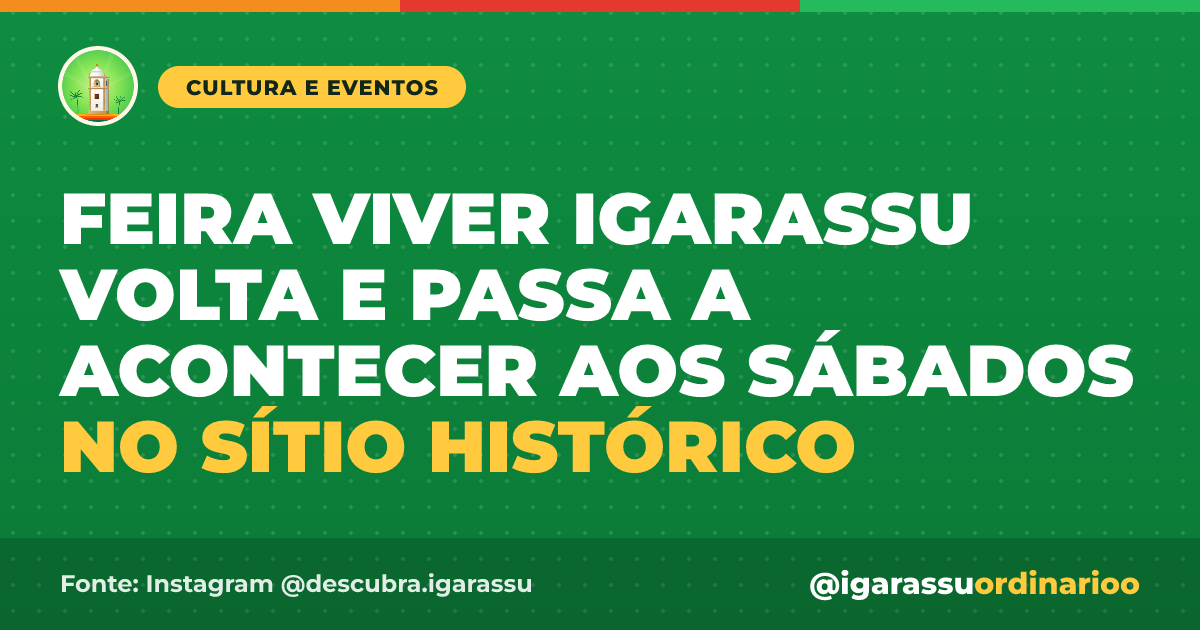 CULTURA E EVENTOS
FEIRA VIVER IGARASSU
VOLTA E PASSA A
ACONTECER AOS SÁBADOS
NO SÍTIO HISTÓRICO
Fonte: Instagram @descubra.igarassu
@igarassuordinarioo